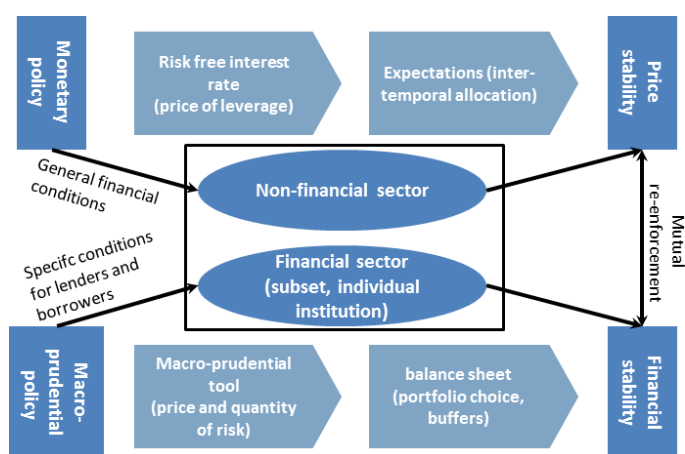 Monetary
policy
Risk free interest
rate
(price of leverage)
Expectations (inter-
temporal allocation)
Price
stability
General financial
conditions
Non-financial sector
Mutual
re-enforcement
Specifc conditions
for lenders and
borrowers
Financial sector
(subset, individual
institution)
Macro-
prudential
policy
Macro-prudential
tool
(price and quantity
of risk)
balance sheet
(portfolio choice,
buffers)
Financial
stability